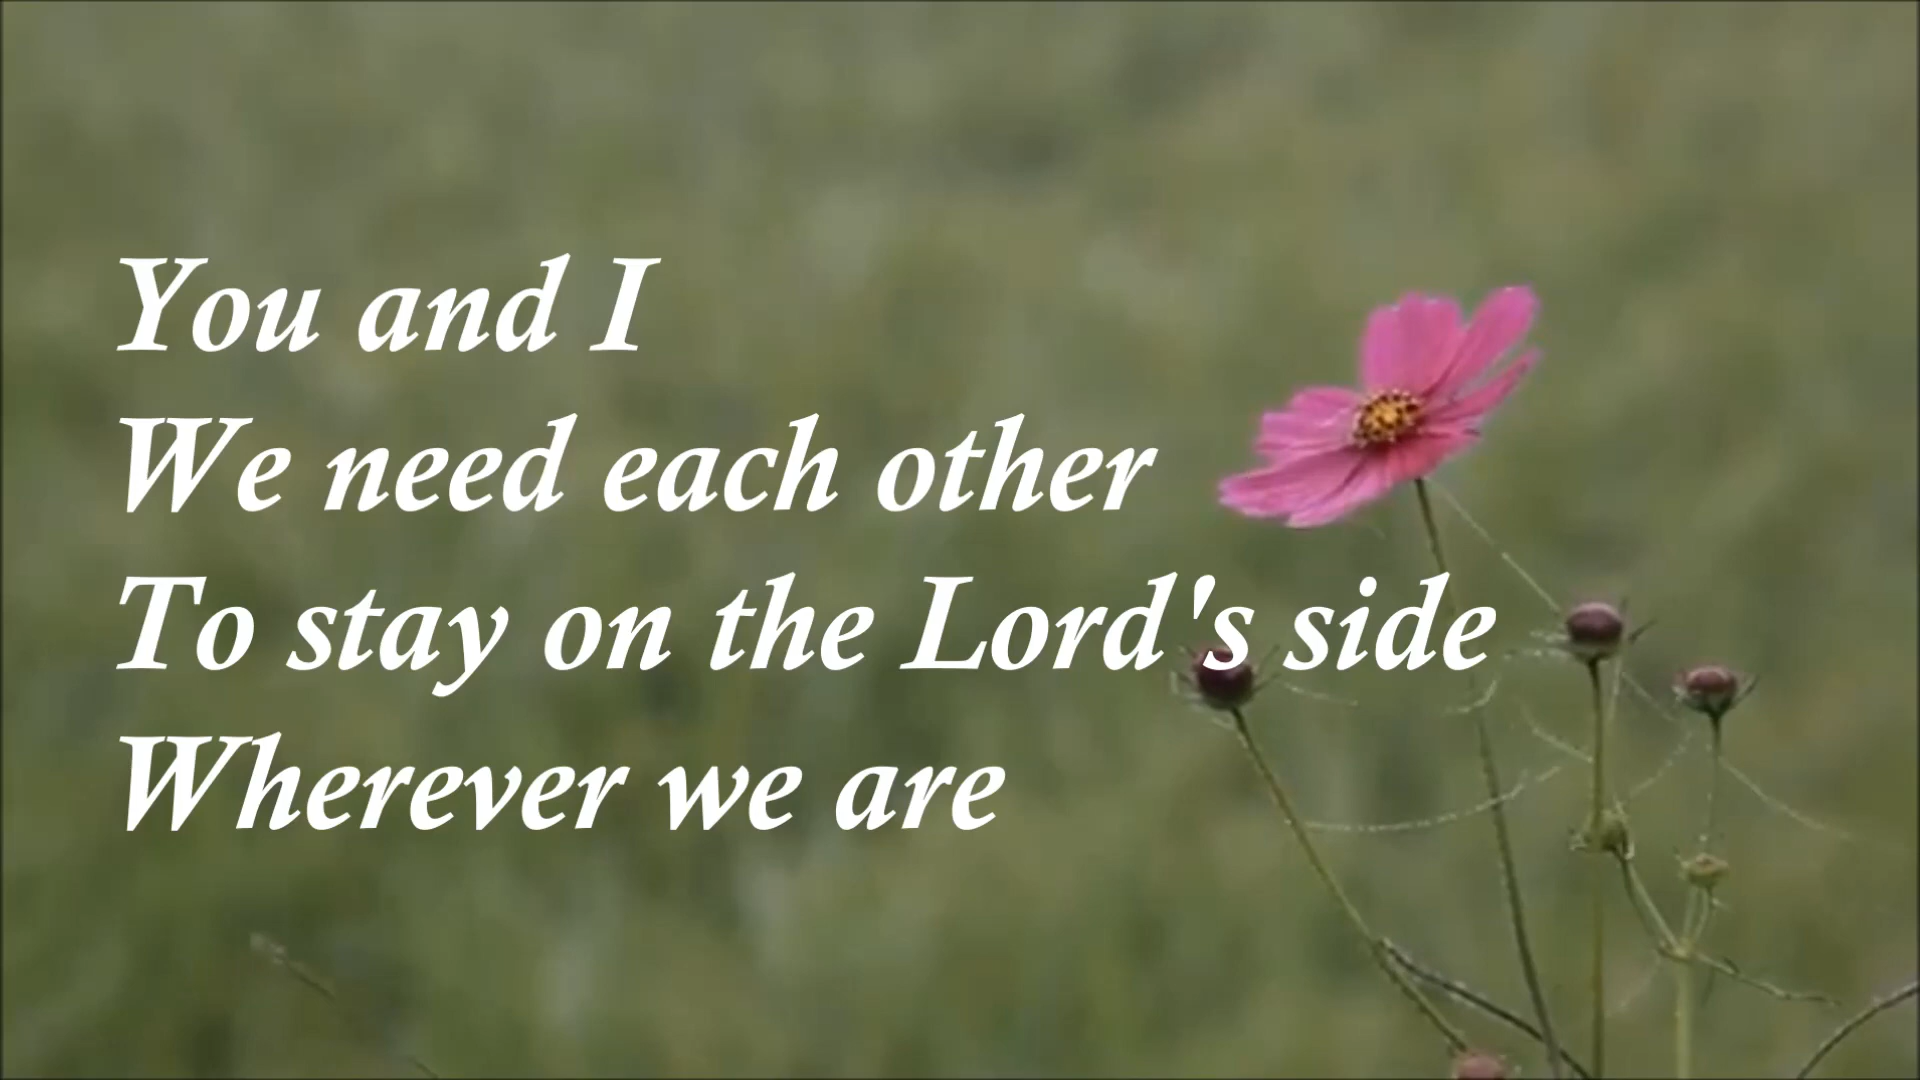 You and I
We need each other
To stay on the Lord's side
Wherever we are